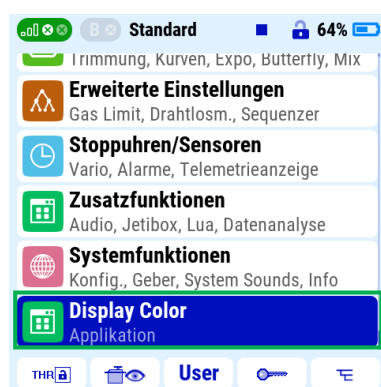 B Standard 64%
Trimmung, Kurven, Expo, Butterfly, Mix
Erweiterte Einstellungen
Gas Limit, Drahtlosm., Sequenzer
Stoppuhren/Sensoren
Vario, Alarme, Telemetrieanzeige
Zusatzfunktionen
Audio, Jetibox, Lua, Datenanalyse
Systemfunktionen
Konfig., Geber, System Sounds, Info
Display Color
Applikation
THR a User